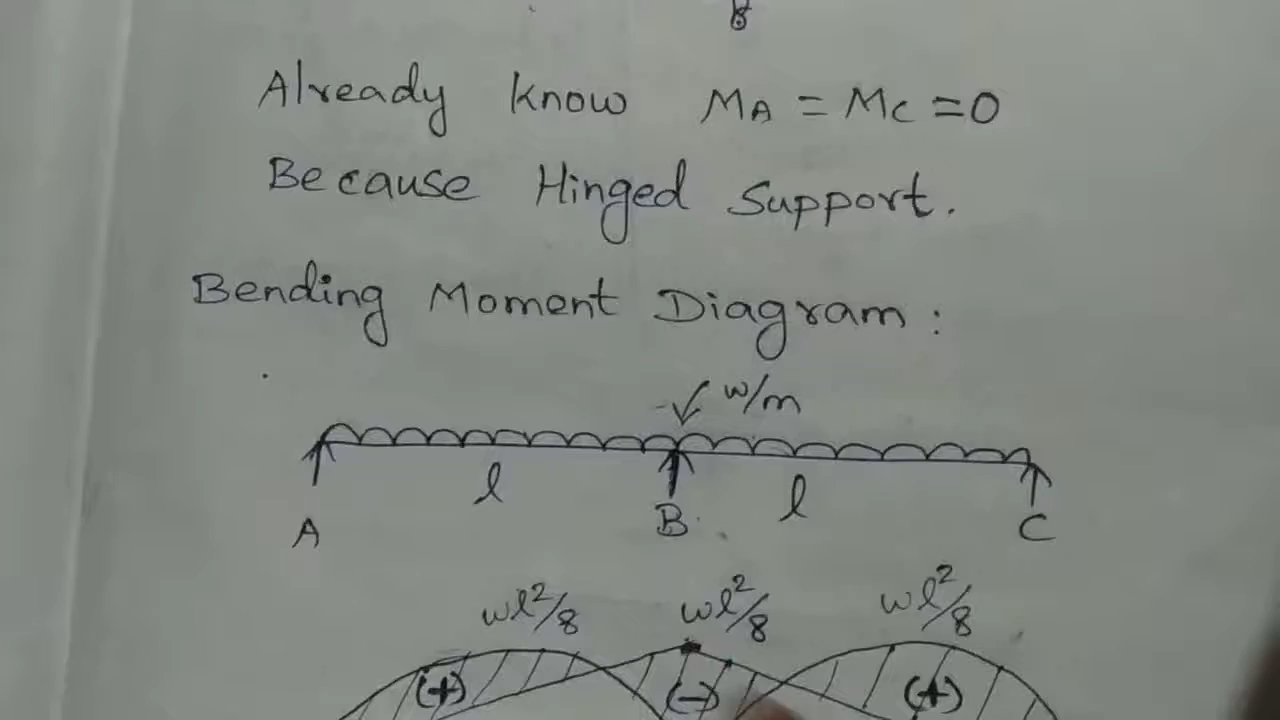 8
Already know MA = MC = 0
Because Hinged Support.
Bending Moment Diagram :
w/m
l l
A B C
wl²/8 wl²/8 wl²/8
(+) (-) (+)